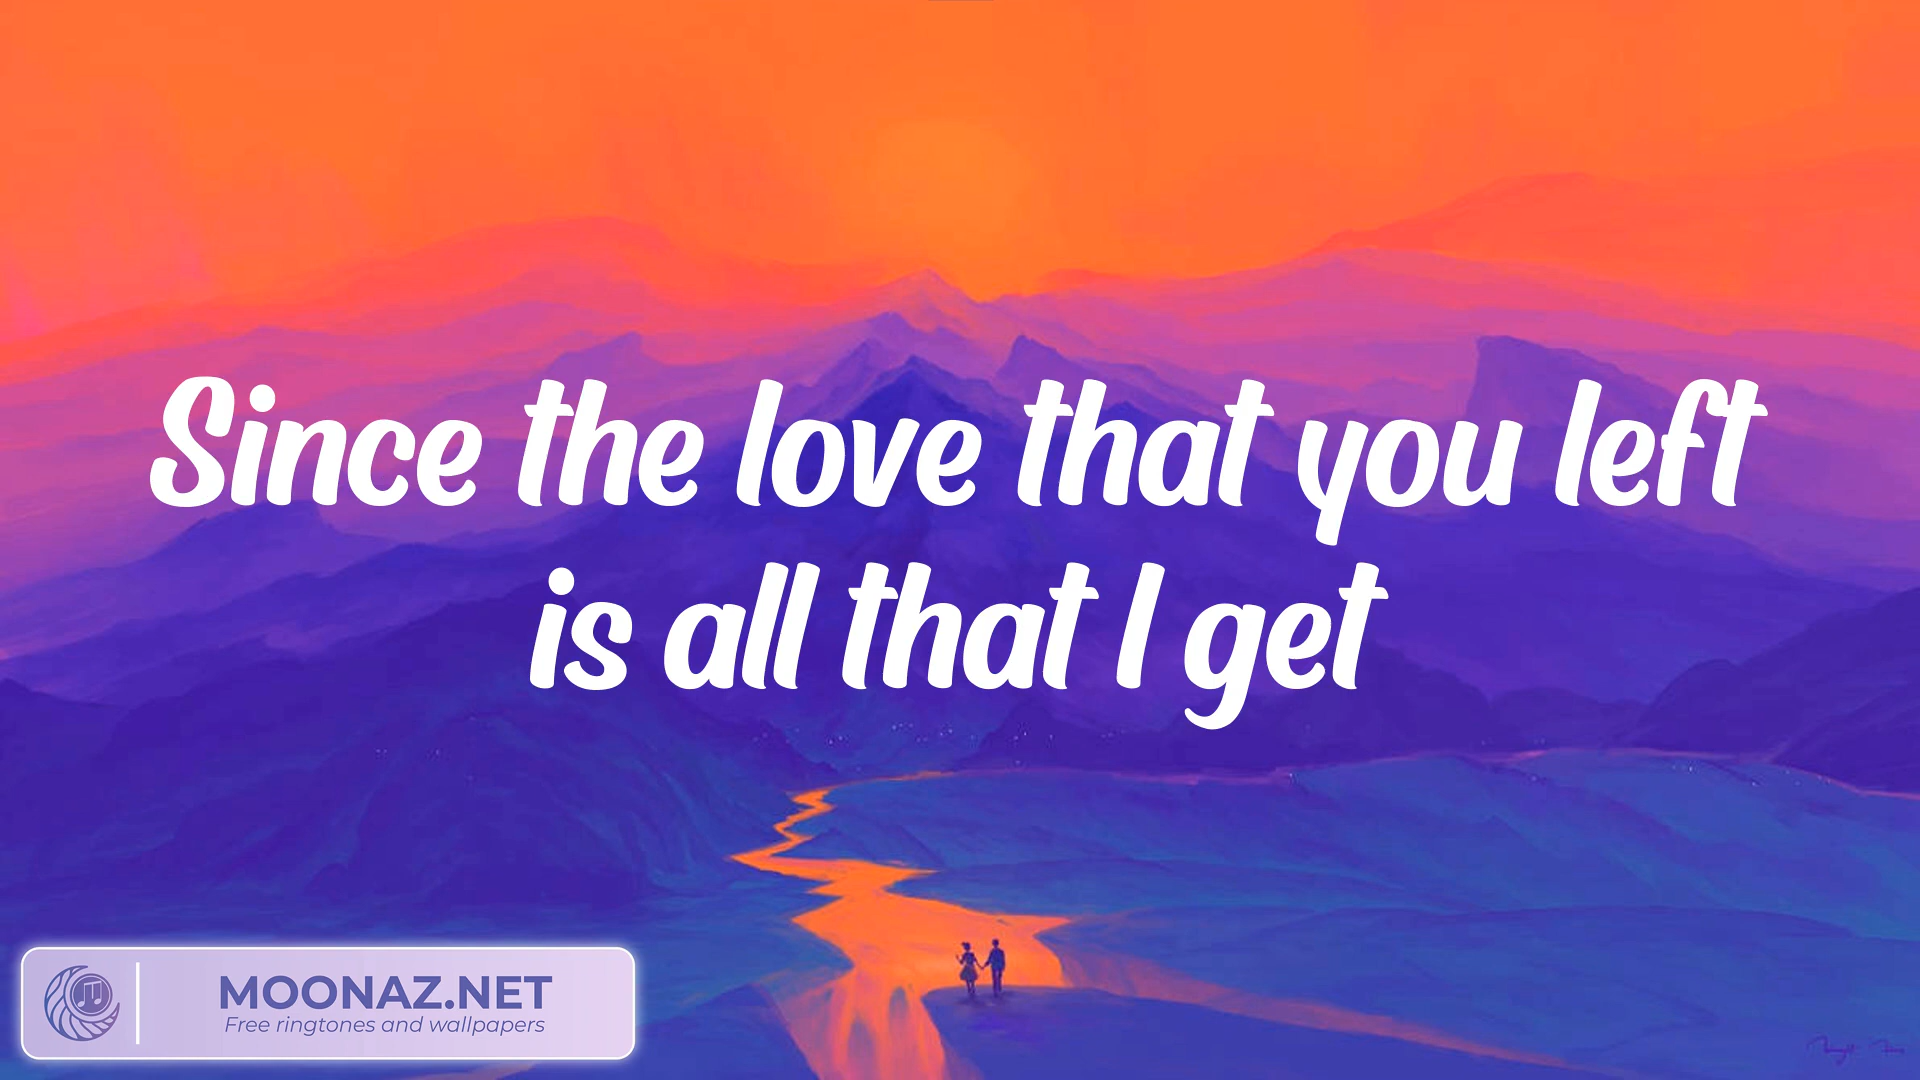 Since the love that you left
is all that I get
MOONAZ.NET
Free ringtones and wallpapers